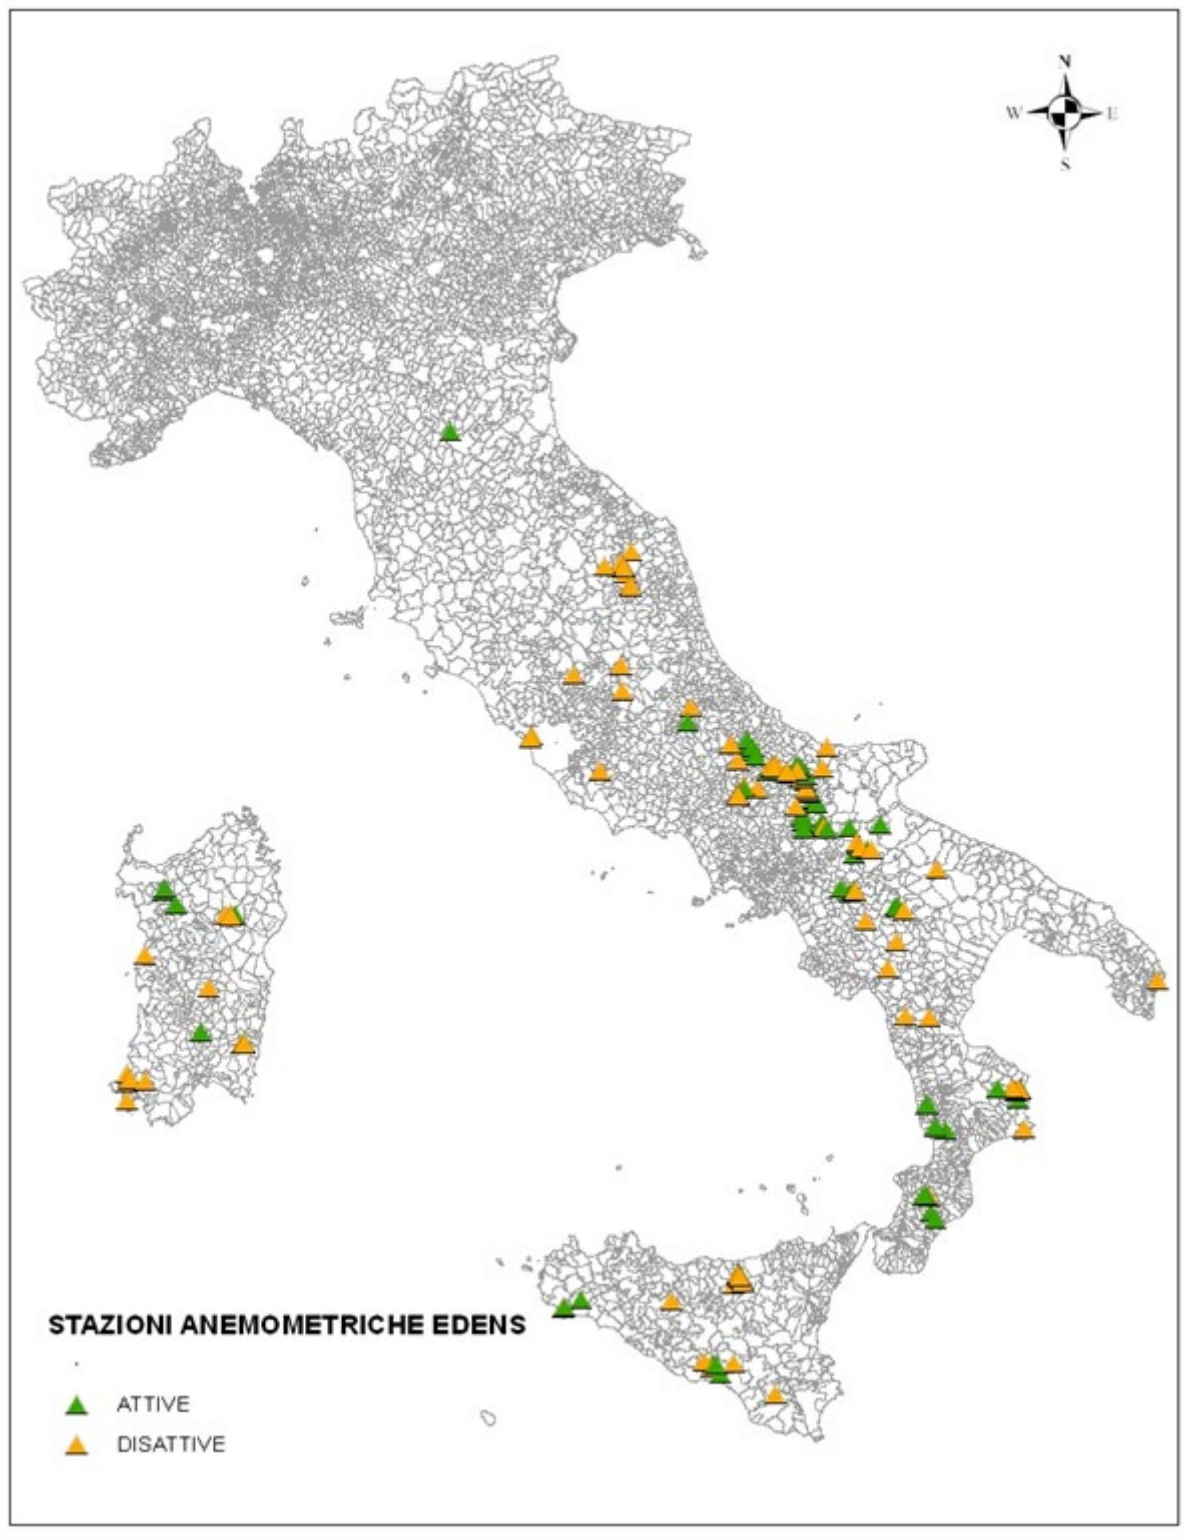 N
W E
S
STAZIONI ANEMOMETRICHE EDENS
ATTIVE
DISATTIVE